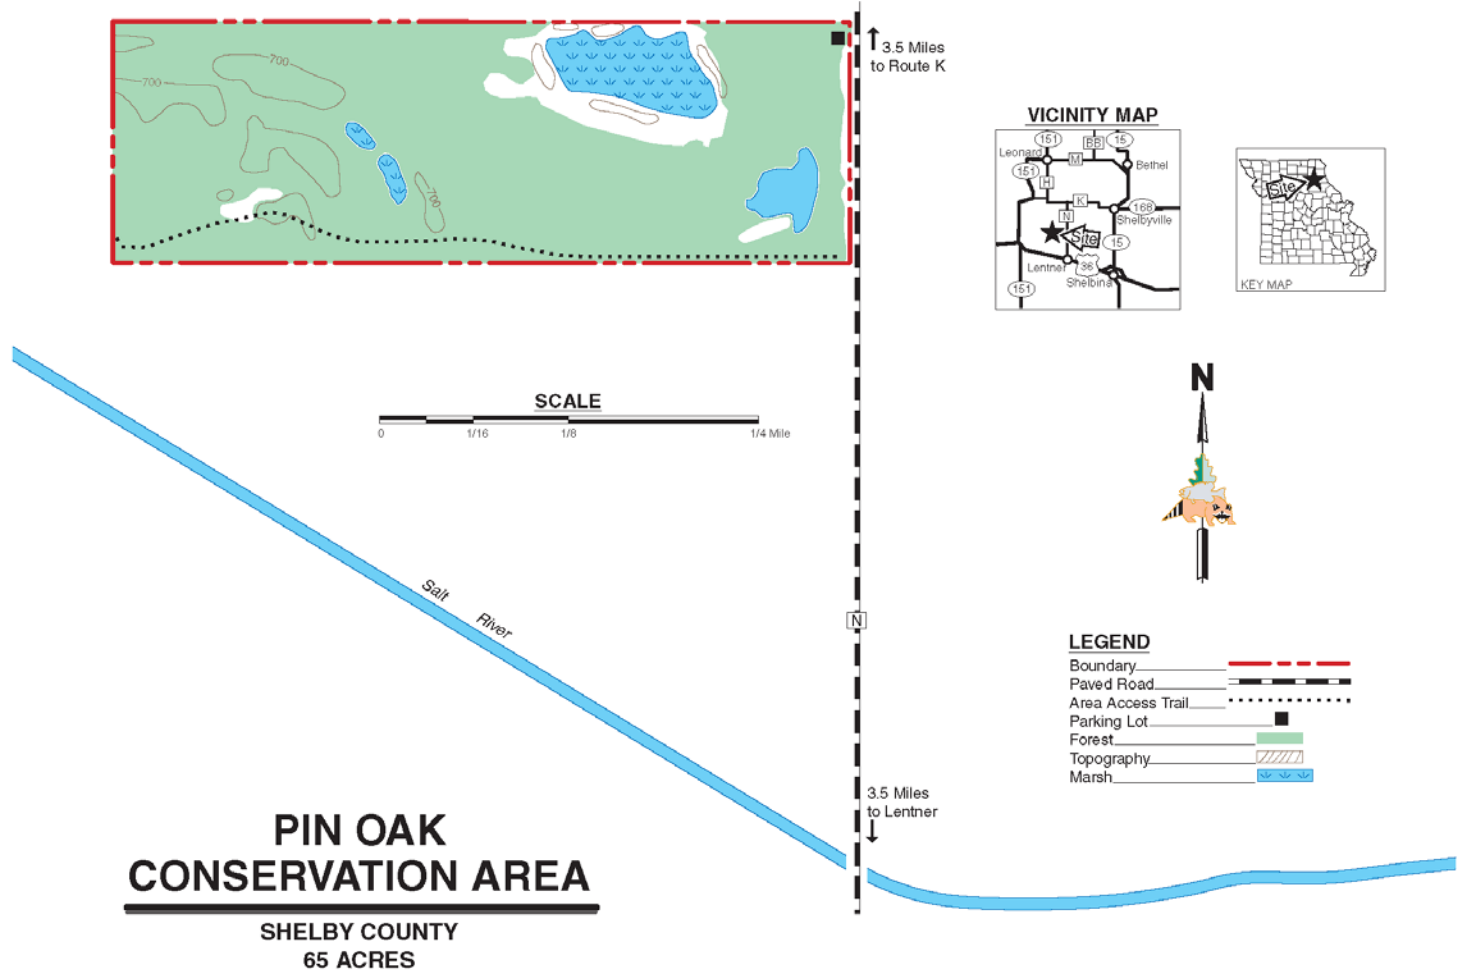 700
700
700
3.5 Miles
to Route K
VICINITY MAP
151
BB
15
Leonard
M
Bethel
151
H
K
168
N
Shelbyville
Site
15
Lentner
36
Shelbina
151
Site
KEY MAP
SCALE
0
1/16
1/8
1/4 Mile
N
Salt
River
N
LEGEND
Boundary
Paved Road
Area Access Trail
Parking Lot
Forest
Topography
Marsh
3.5 Miles
to Lentner
PIN OAK
CONSERVATION AREA
SHELBY COUNTY
65 ACRES